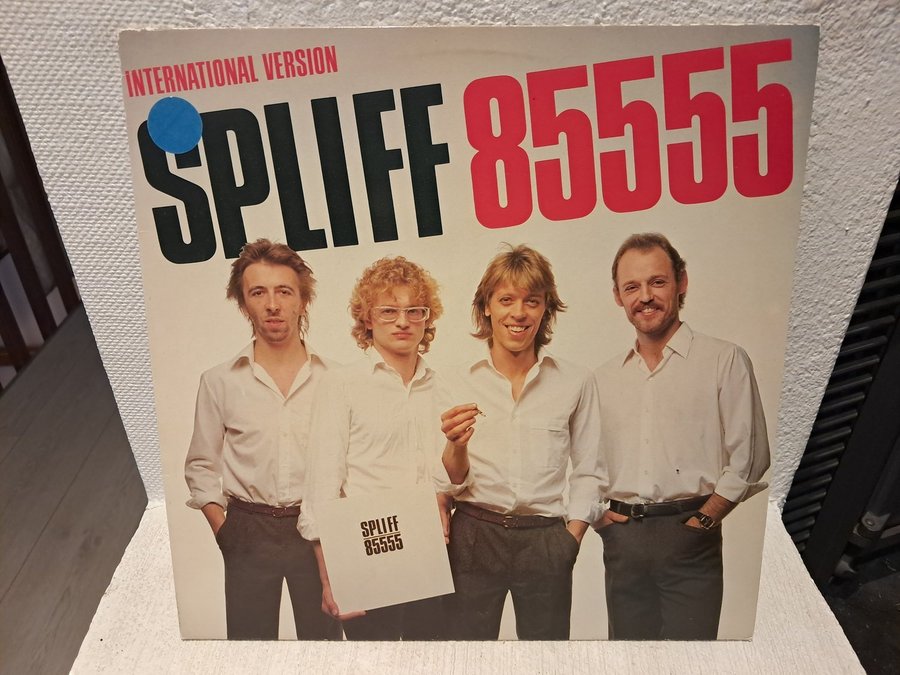 INTERNATIONAL VERSION
SPLIFF 85555
SPLIFF
85555